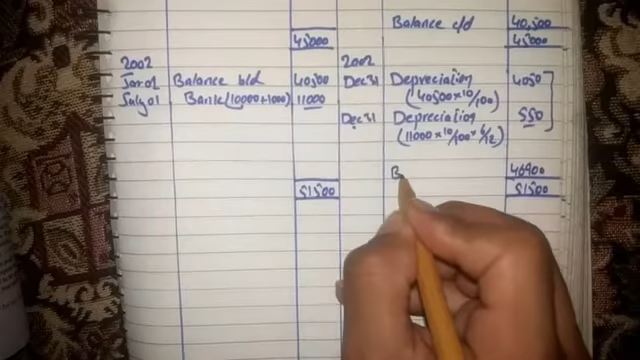 Balance c/d 40,500
45000 45000
2002 2002
Jan 01 Balance b/d 40500 Dec 31 Depreciation 4050
July 01 Bank (10000+1000) 11000 (40500×10/100)
Dec 31 Depreciation 550
(11000×10/100×6/12)
B 46900
51500 51500